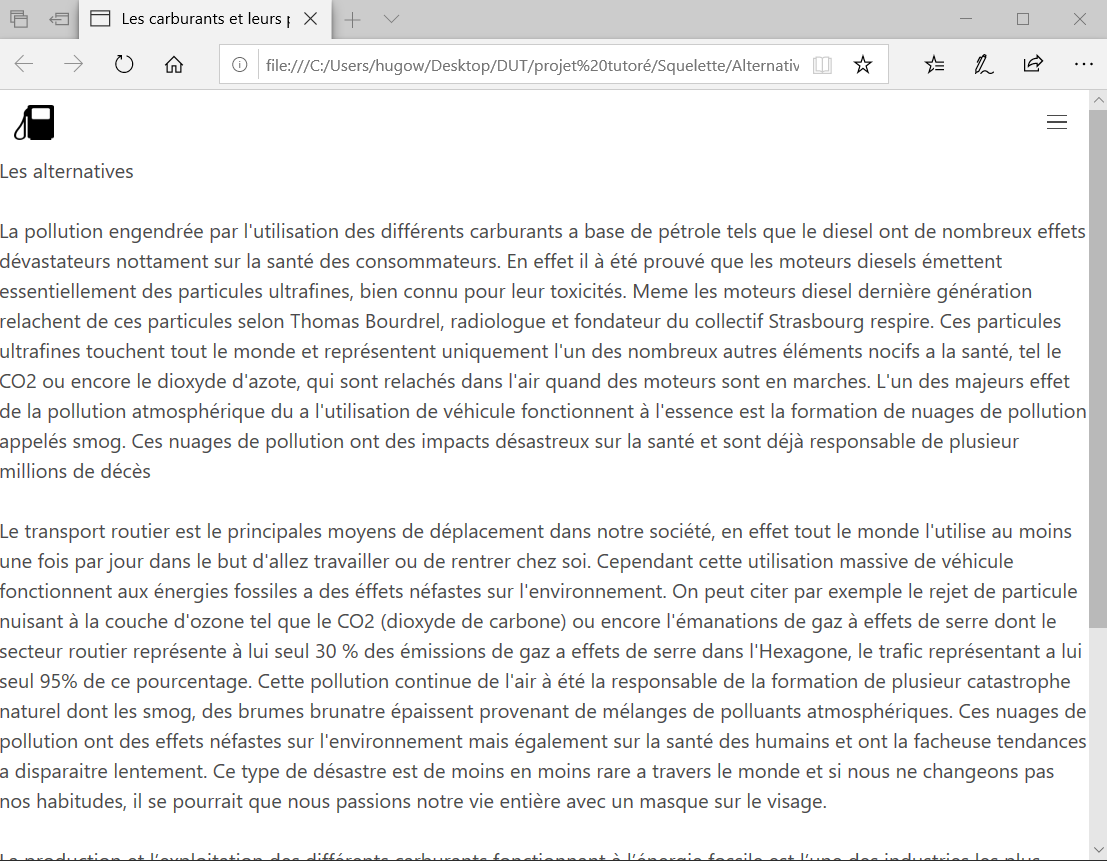 Les carburants et leurs p
file:///C:/Users/hugow/Desktop/DUT/projet%20tutoré/Squelette/Alternativ
Les alternatives
La pollution engendrée par l'utilisation des différents carburants a base de pétrole tels que le diesel ont de nombreux effets
dévastateurs nottament sur la santé des consommateurs. En effet il à été prouvé que les moteurs diesels émettent
essentiellement des particules ultrafines, bien connu pour leur toxicités. Meme les moteurs diesel dernière génération
relachent de ces particules selon Thomas Bourdrel, radiologue et fondateur du collectif Strasbourg respire. Ces particules
ultrafines touchent tout le monde et représentent uniquement l'un des nombreux autres éléments nocifs a la santé, tel le
CO2 ou encore le dioxyde d'azote, qui sont relachés dans l'air quand des moteurs sont en marches. L'un des majeurs effet
de la pollution atmosphérique du a l'utilisation de véhicule fonctionnent à l'essence est la formation de nuages de pollution
appelés smog. Ces nuages de pollution ont des impacts désastreux sur la santé et sont déjà responsable de plusieur
millions de décès
Le transport routier est le principales moyens de déplacement dans notre société, en effet tout le monde l'utilise au moins
une fois par jour dans le but d'allez travailler ou de rentrer chez soi. Cependant cette utilisation massive de véhicule
fonctionnent aux énergies fossiles a des éffets néfastes sur l'environnement. On peut citer par exemple le rejet de particule
nuisant à la couche d'ozone tel que le CO2 (dioxyde de carbone) ou encore l'émanations de gaz à effets de serre dont le
secteur routier représente à lui seul 30 % des émissions de gaz a effets de serre dans l'Hexagone, le trafic représentant a lui
seul 95% de ce pourcentage. Cette pollution continue de l'air à été la responsable de la formation de plusieur catastrophe
naturel dont les smog, des brumes brunatre épaissent provenant de mélanges de polluants atmosphériques. Ces nuages de
pollution ont des effets néfastes sur l'environnement mais également sur la santé des humains et ont la facheuse tendances
a disparaitre lentement. Ce type de désastre est de moins en moins rare a travers le monde et si nous ne changeons pas
nos habitudes, il se pourrait que nous passions notre vie entière avec un masque sur le visage.
La production et l'exploitation des différents carburants fonctionnent à l'énergie fossile est l'une des industries les plus